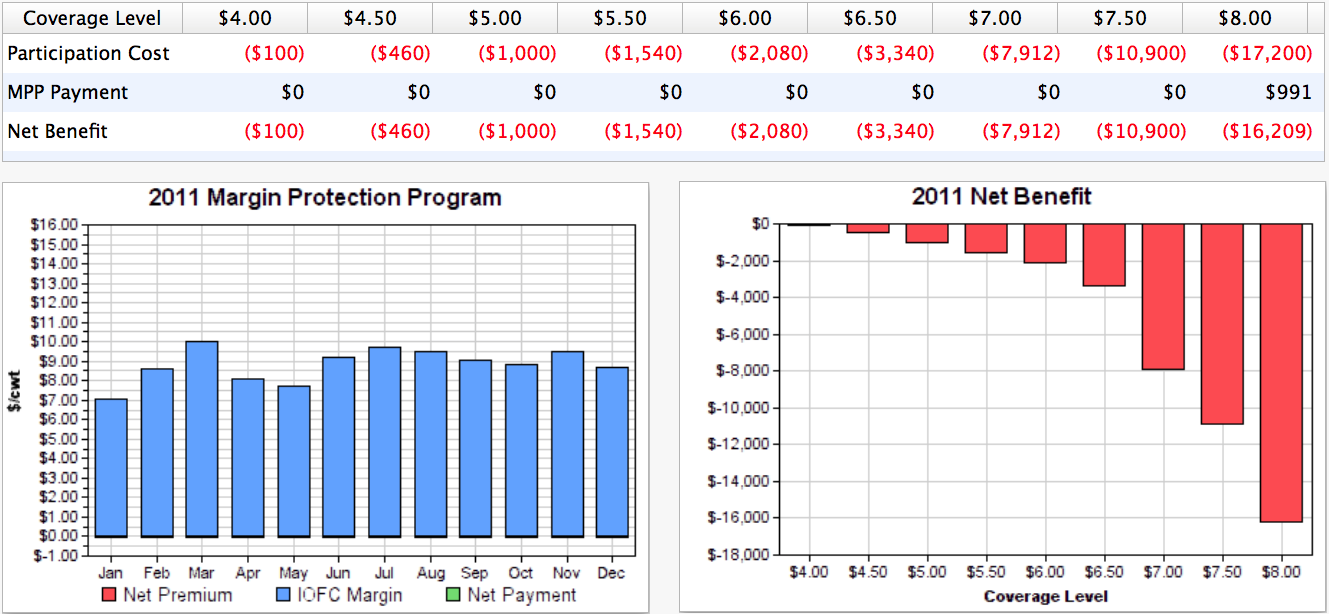 Coverage Level $4.00 $4.50 $5.00 $5.50 $6.00 $6.50 $7.00 $7.50 $8.00
Participation Cost ($100) ($460) ($1,000) ($1,540) ($2,080) ($3,340) ($7,912) ($10,900) ($17,200)
MPP Payment $0 $0 $0 $0 $0 $0 $0 $0 $991
Net Benefit ($100) ($460) ($1,000) ($1,540) ($2,080) ($3,340) ($7,912) ($10,900) ($16,209)
2011 Margin Protection Program
$16.00
$15.00
$14.00
$13.00
$12.00
$11.00
$10.00
$9.00
$8.00
$7.00
$6.00
$5.00
$4.00
$3.00
$2.00
$1.00
$0.00
$-1.00
$/cwt
Jan Feb Mar Apr May Jun Jul Aug Sep Oct Nov Dec
Net Premium IOFC Margin Net Payment
2011 Net Benefit
$0
$-2,000
$-4,000
$-6,000
$-8,000
$-10,000
$-12,000
$-14,000
$-16,000
$-18,000
$4.00 $4.50 $5.00 $5.50 $6.00 $6.50 $7.00 $7.50 $8.00
Coverage Level